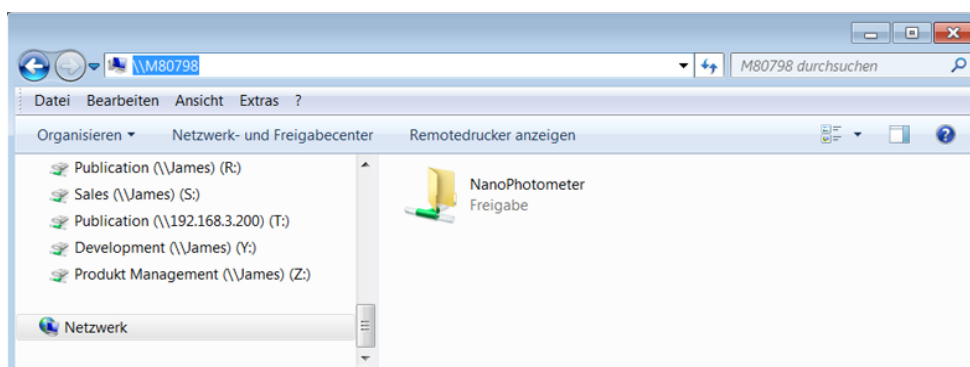 \\M80798
M80798 durchsuchen
Datei Bearbeiten Ansicht Extras ?
Organisieren Netzwerk- und Freigabecenter Remotedrucker anzeigen
Publication (\\James) (R:)
Sales (\\James) (S:)
Publication (\\192.168.3.200) (T:)
Development (\\James) (Y:)
Produkt Management (\\James) (Z:)
Netzwerk
NanoPhotometer
Freigabe